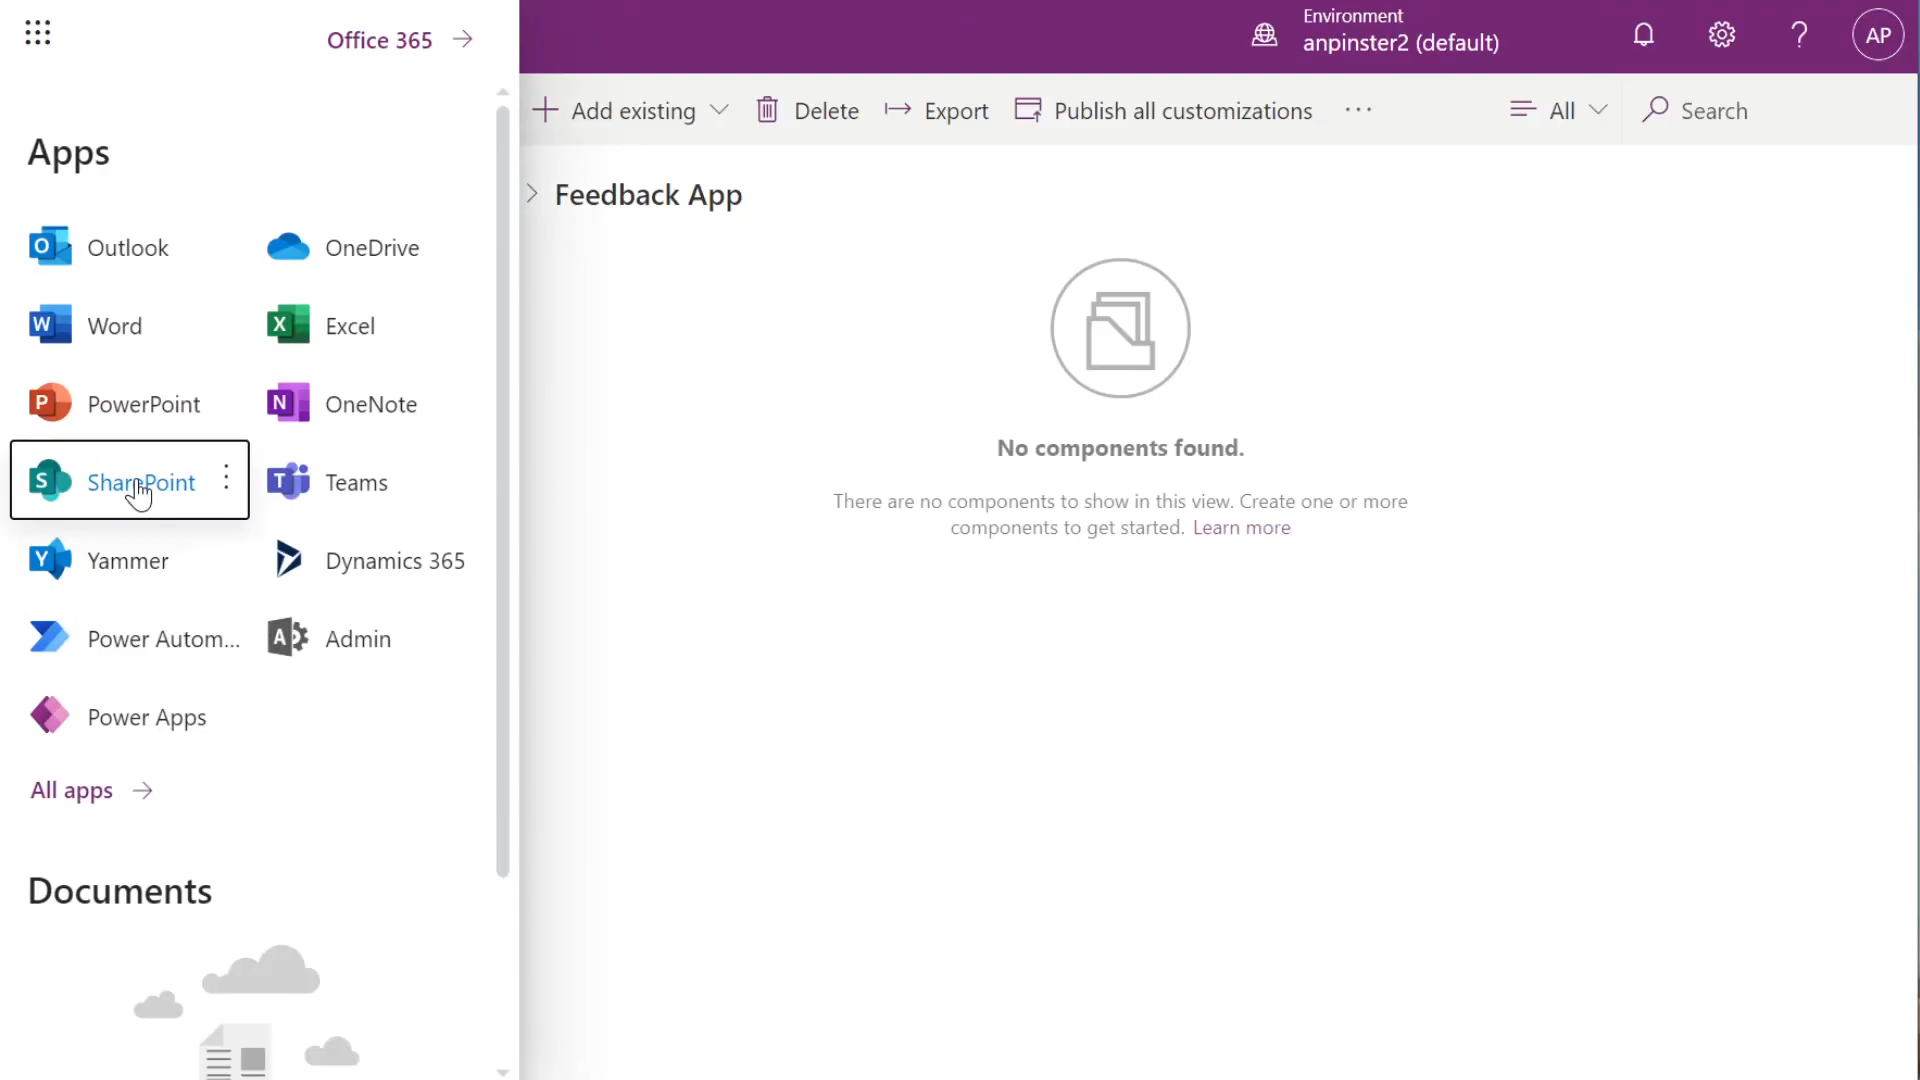 Office 365
Environment
anpinster2 (default)
?
AP
Add existing
Delete
Export
Publish all customizations
All
Search
Apps
Feedback App
Outlook
OneDrive
Word
Excel
PowerPoint
OneNote
SharePoint
Teams
Yammer
Dynamics 365
Power Autom...
Admin
Power Apps
All apps
Documents
No components found.
There are no components to show in this view. Create one or more
components to get started. Learn more